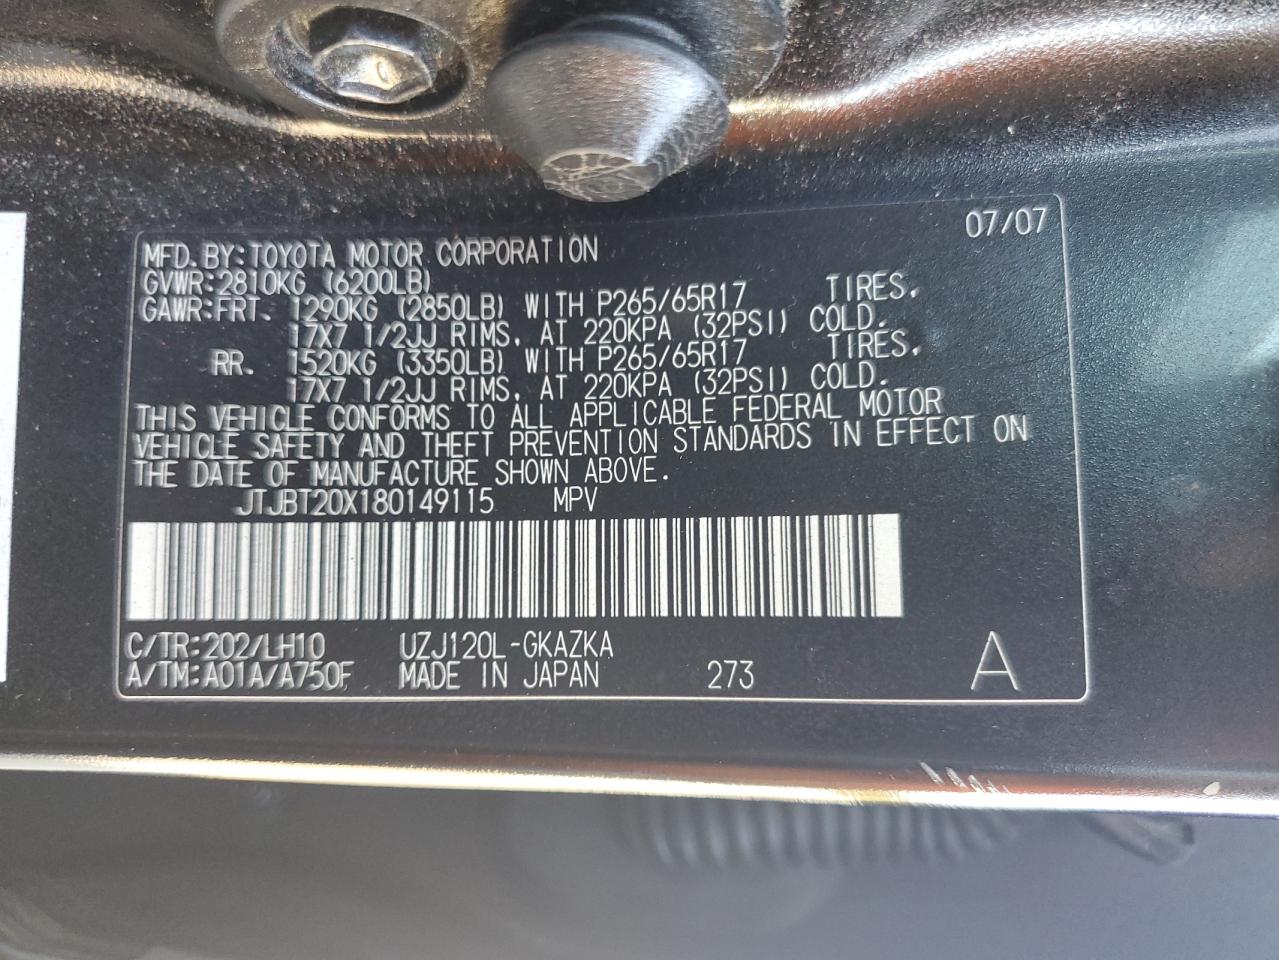 07/07
MFD. BY: TOYOTA MOTOR CORPORATION
GVWR: 2810KG (6200LB)
GAWR: FRT. 1290KG (2850LB) WITH P265/65R17 TIRES,
17X7 1/2JJ RIMS, AT 220KPA (32PSI) COLD.
RR. 1520KG (3350LB) WITH P265/65R17 TIRES,
17X7 1/2JJ RIMS, AT 220KPA (32PSI) COLD.
THIS VEHICLE CONFORMS TO ALL APPLICABLE FEDERAL MOTOR
VEHICLE SAFETY AND THEFT PREVENTION STANDARDS IN EFFECT ON
THE DATE OF MANUFACTURE SHOWN ABOVE.
JTJBT20X180149115 MPV
C/TR: 202/LH10 UZJ120L-GKAZKA
A/TM: A01A/A750F MADE IN JAPAN 273 A